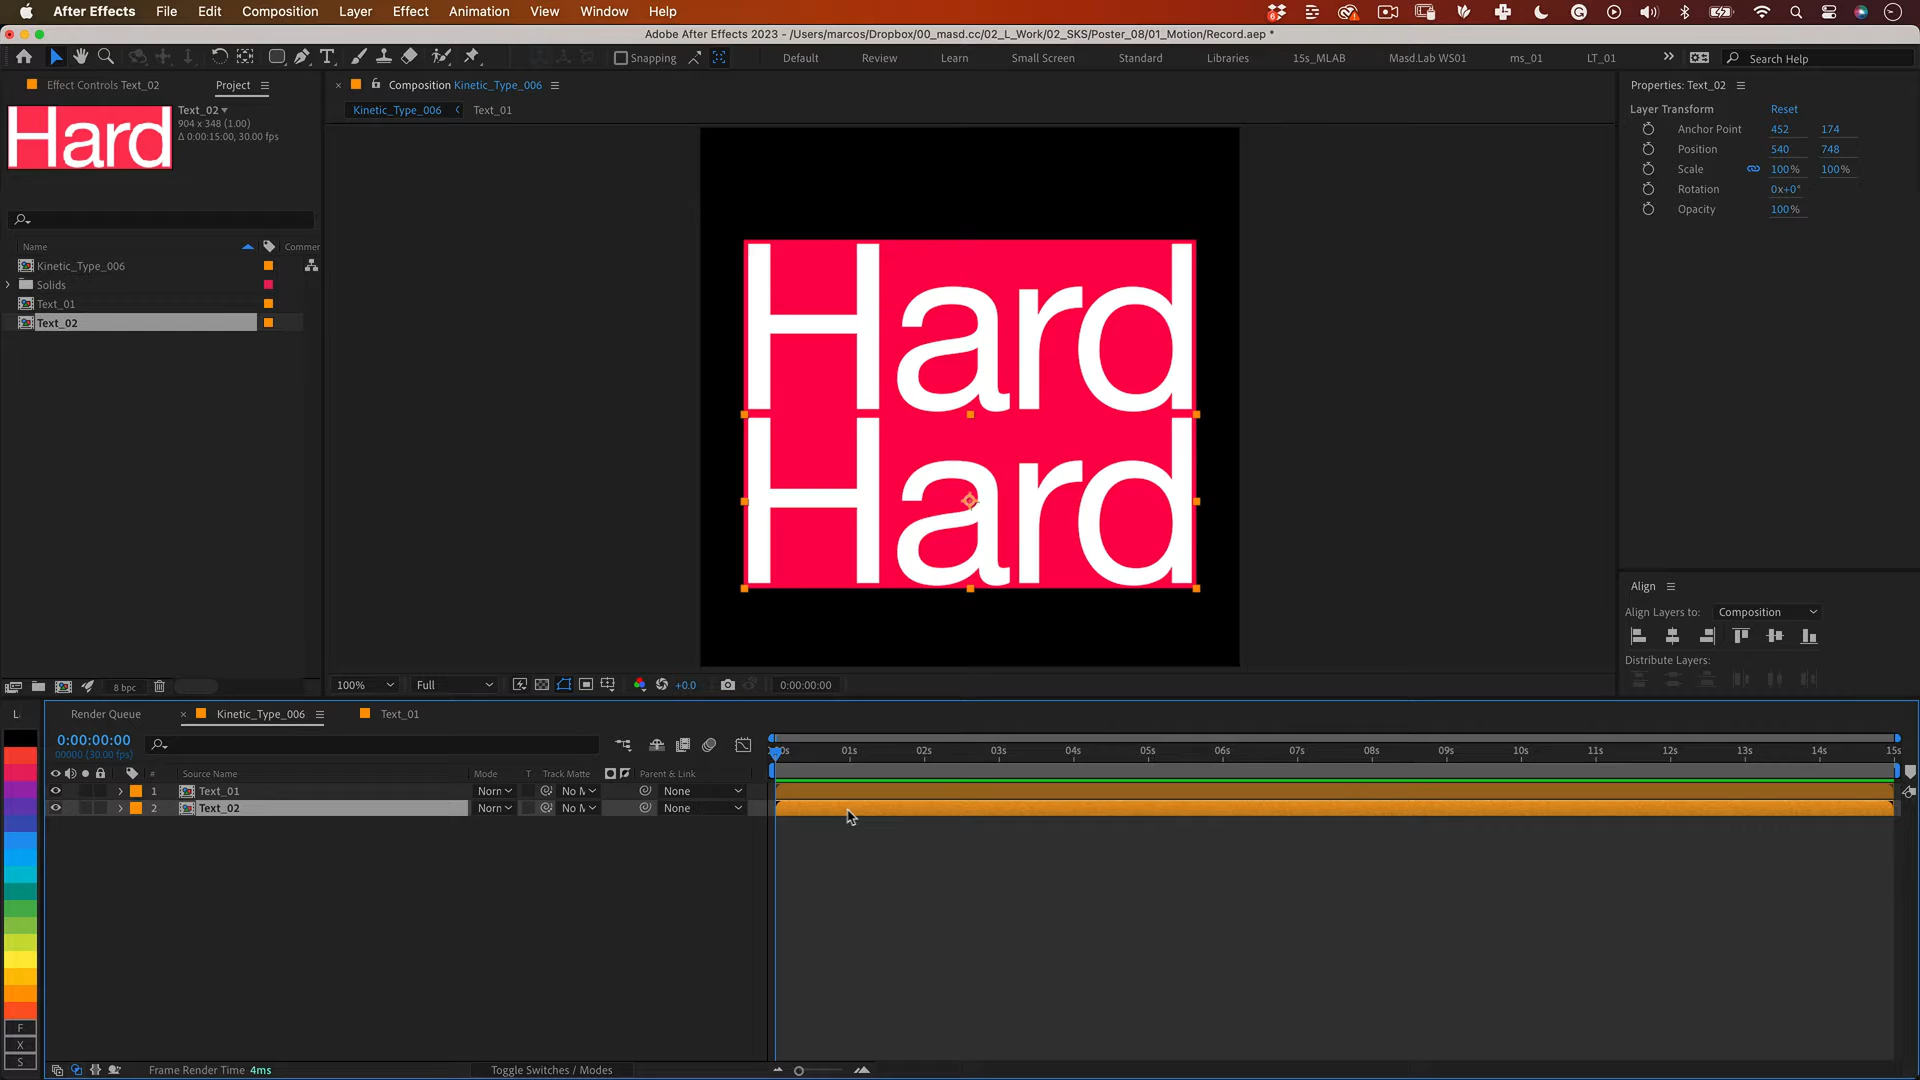 After Effects File Edit Composition Layer Effect Animation View Window Help
Adobe After Effects 2023 - /Users/marcos/Dropbox/00_masd.cc/02_L_Work/02_SKS/Poster_08/01_Motion/Record.aep *
Snapping Default Review Learn Small Screen Standard Libraries 15s_MLAB Masd.Lab WS01 ms_01 LT_01 Search Help
Effect Controls Text_02 Project
Composition Kinetic_Type_006
Properties: Text_02
Kinetic_Type_006 Text_01
Text_02
904 x 348 (1.00)
Δ 0:00:15:00, 30.00 fps
Hard
Layer Transform Reset
Anchor Point 452 174
Position 540 748
Scale 100% 100%
Rotation 0x+0°
Opacity 100%
Name Commer
Kinetic_Type_006
Solids
Text_01
Text_02
Hard
Hard
Align
Align Layers to: Composition
Distribute Layers:
8 bpc
100% Full +0.0 0:00:00:00
L
Render Queue Kinetic_Type_006 Text_01
0:00:00:00
00000 (30.00 fps)
01s 02s 03s 04s 05s 06s 07s 08s 09s 10s 11s 12s 13s 14s 15s
# Source Name Mode T Track Matte Parent & Link
1 Text_01 Norn No M None
2 Text_02 Norn No M None
F
X
S
Frame Render Time 4ms Toggle Switches / Modes